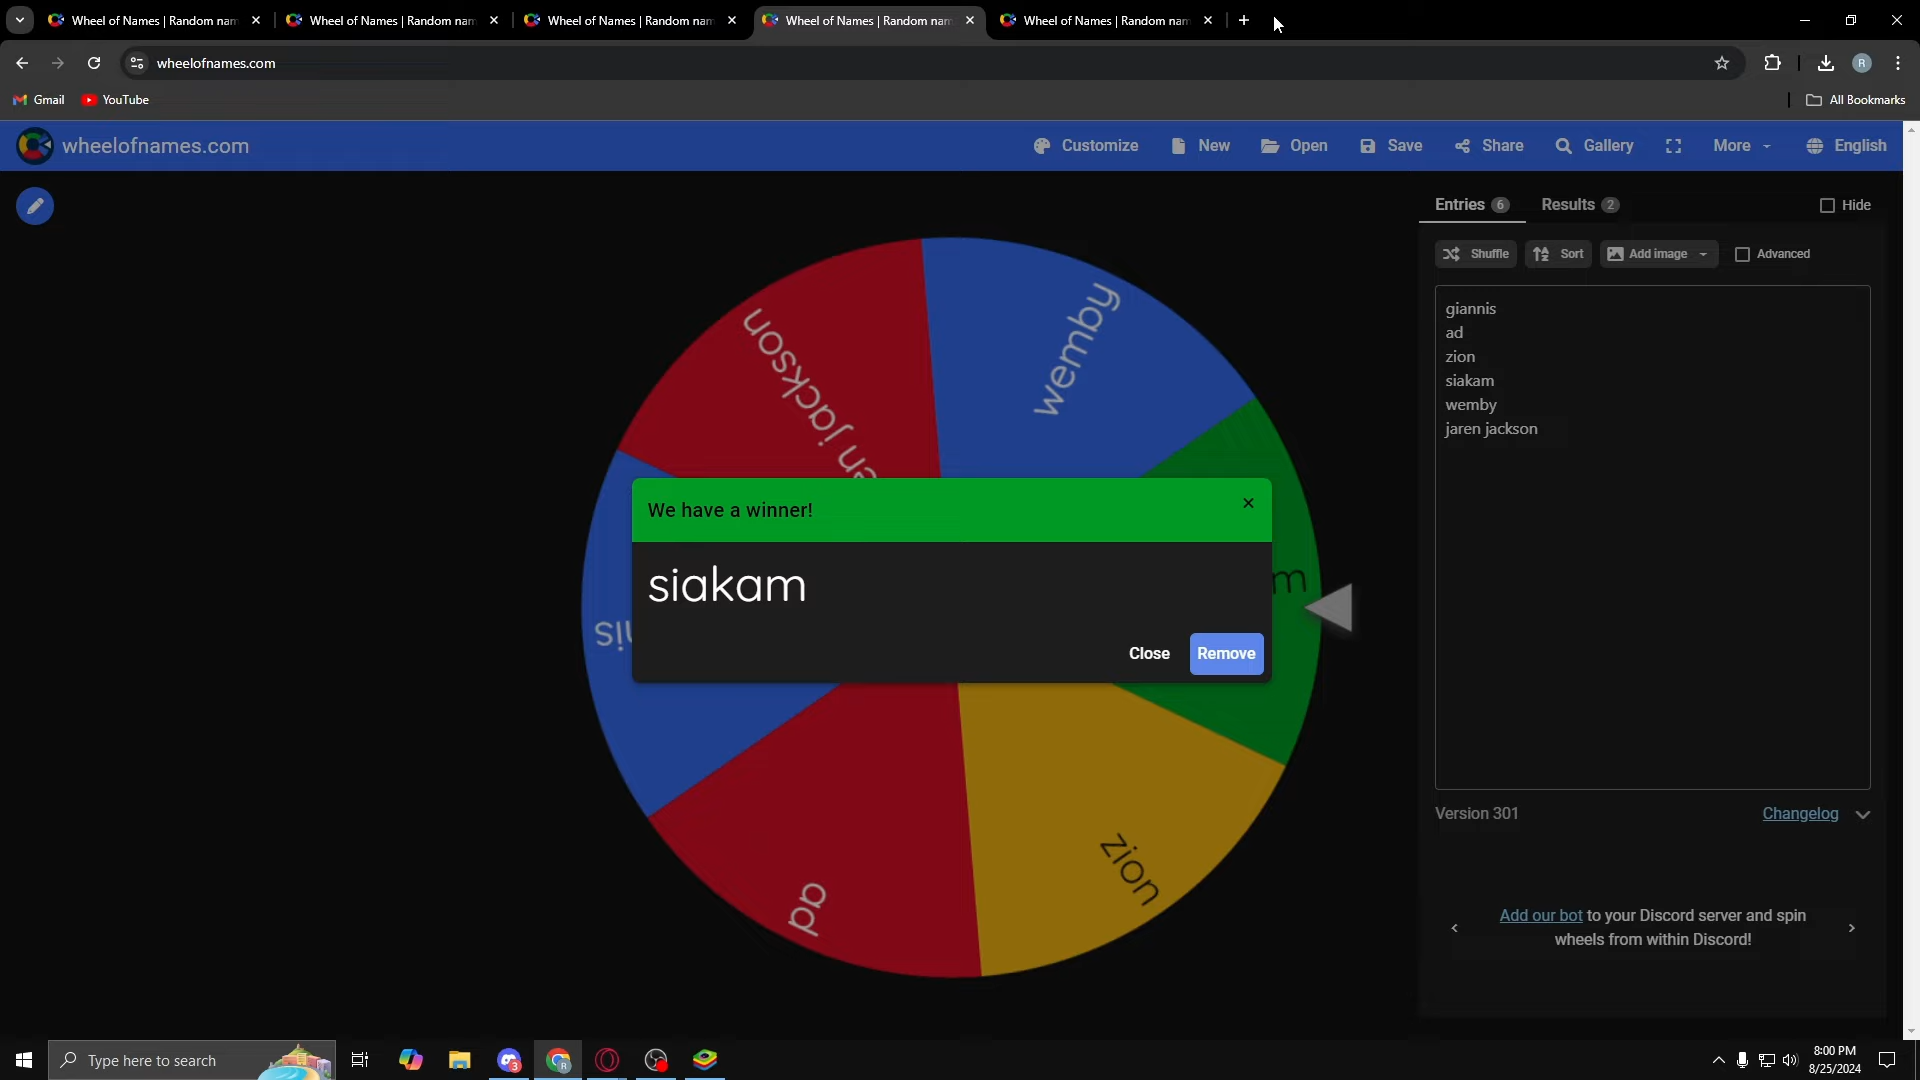 Wheel of Names | Random nam
Wheel of Names | Random nam
Wheel of Names | Random nam
Wheel of Names | Random nam
Wheel of Names | Random nam
wheelofnames.com
R
Gmail
YouTube
All Bookmarks
wheelofnames.com
Customize
New
Open
Save
Share
Gallery
More
English
Entries 6
Results 2
Hide
Shuffle
Sort
Add image
Advanced
giannis
ad
zion
siakam
wemby
jaren jackson
wemby
en jackson
m
nis
ad
zion
We have a winner!
siakam
Close
Remove
Version 301
Changelog
Add our bot to your Discord server and spin
wheels from within Discord!
Type here to search
3
R
8:00 PM
8/25/2024